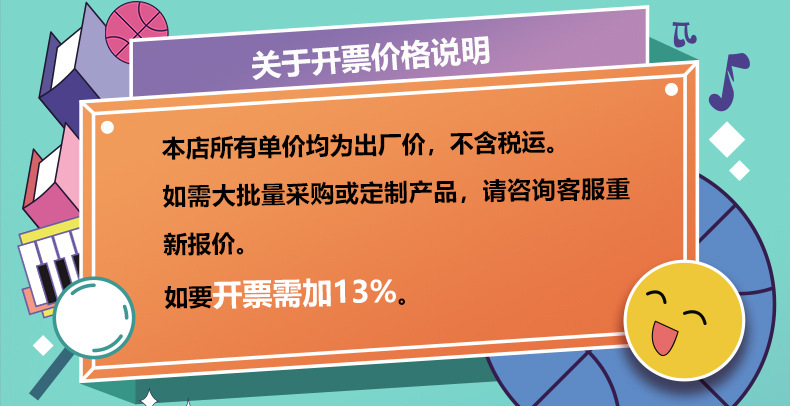 关于开票价格说明
本店所有单价均为出厂价，不含税运。
如需大批量采购或定制产品，请咨询客服重
新报价。
如要开票需加13%。